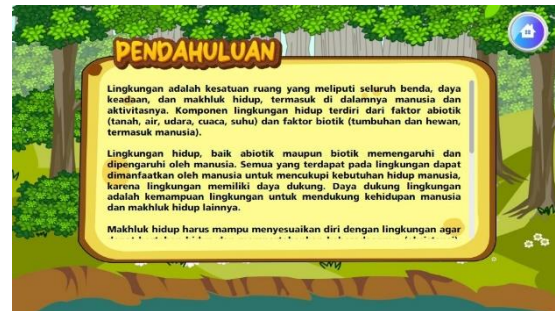 PENDAHULUAN
Lingkungan adalah kesatuan ruang yang meliputi seluruh benda, daya
keadaan, dan makhluk hidup, termasuk di dalamnya manusia dan
aktivitasnya. Komponen lingkungan hidup terdiri dari faktor abiotik
(tanah, air, udara, cuaca, suhu) dan faktor biotik (tumbuhan dan hewan,
termasuk manusia).
Lingkungan hidup, baik abiotik maupun biotik memengaruhi dan
dipengaruhi oleh manusia. Semua yang terdapat pada lingkungan dapat
dimanfaatkan oleh manusia untuk mencukupi kebutuhan hidup manusia,
karena lingkungan memiliki daya dukung. Daya dukung lingkungan
adalah kemampuan lingkungan untuk mendukung kehidupan manusia
dan makhluk hidup lainnya.
Makhluk hidup harus mampu menyesuaikan diri dengan lingkungan agar